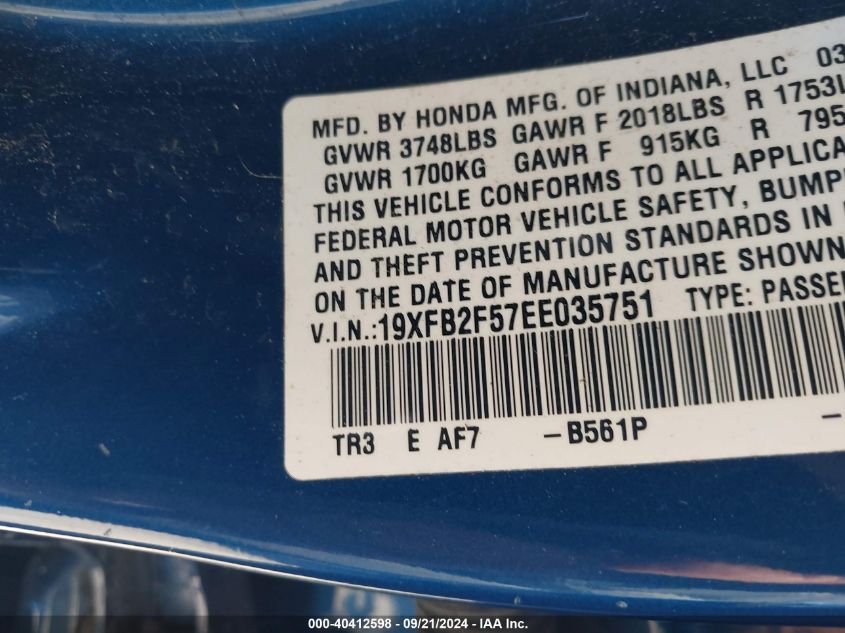 MFD. BY HONDA MFG. OF INDIANA, LLC 03
GVWR 3748LBS GAWR F 2018LBS R 1753L
GVWR 1700KG GAWR F 915KG R 795
THIS VEHICLE CONFORMS TO ALL APPLICA
FEDERAL MOTOR VEHICLE SAFETY, BUMP
AND THEFT PREVENTION STANDARDS IN
ON THE DATE OF MANUFACTURE SHOWN
V.I.N.:19XFB2F57EE035751 TYPE: PASSE
TR3 E AF7 -B561P -
000-40412598 - 09/21/2024 - IAA Inc.